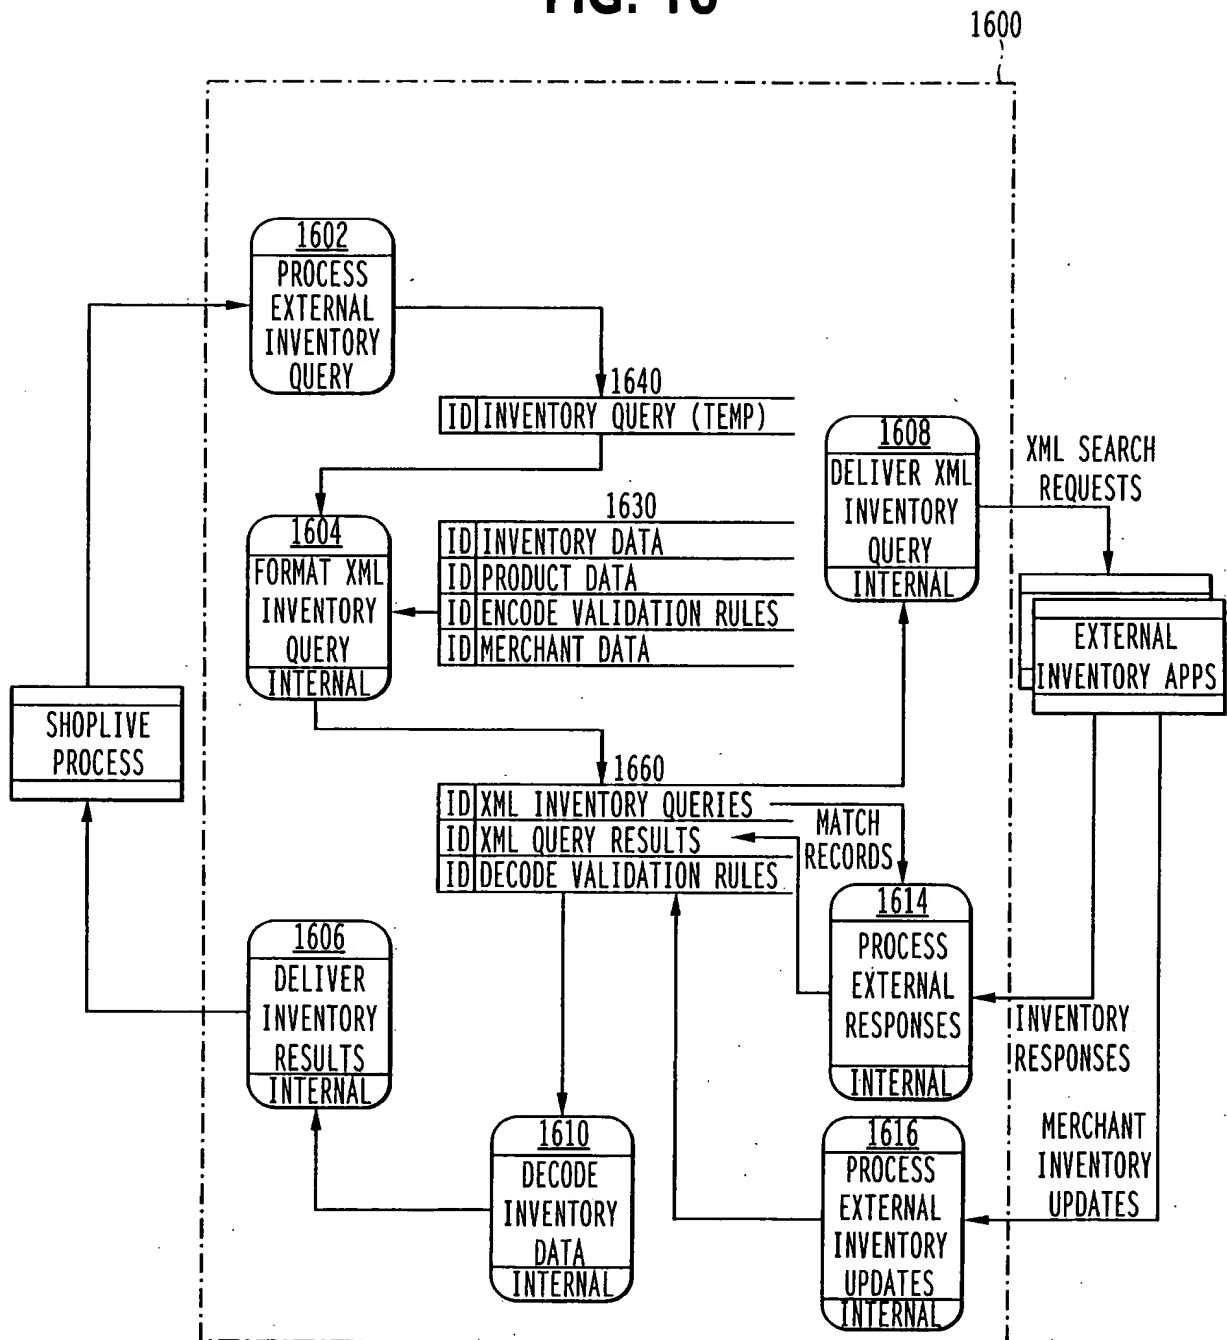 FIG. 16
1600
1602
PROCESS
EXTERNAL
INVENTORY
QUERY
1640
ID INVENTORY QUERY (TEMP)
1608
DELIVER XML
INVENTORY
QUERY
INTERNAL
XML SEARCH
REQUESTS
1604
FORMAT XML
INVENTORY
QUERY
INTERNAL
1630
ID INVENTORY DATA
ID PRODUCT DATA
ID ENCODE VALIDATION RULES
ID MERCHANT DATA
EXTERNAL
INVENTORY APPS
SHOPLIVE
PROCESS
1660
ID XML INVENTORY QUERIES
ID XML QUERY RESULTS
ID DECODE VALIDATION RULES
MATCH
RECORDS
1614
PROCESS
EXTERNAL
RESPONSES
INTERNAL
INVENTORY
RESPONSES
1606
DELIVER
INVENTORY
RESULTS
INTERNAL
1610
DECODE
INVENTORY
DATA
INTERNAL
1616
PROCESS
EXTERNAL
INVENTORY
UPDATES
INTERNAL
MERCHANT
INVENTORY
UPDATES